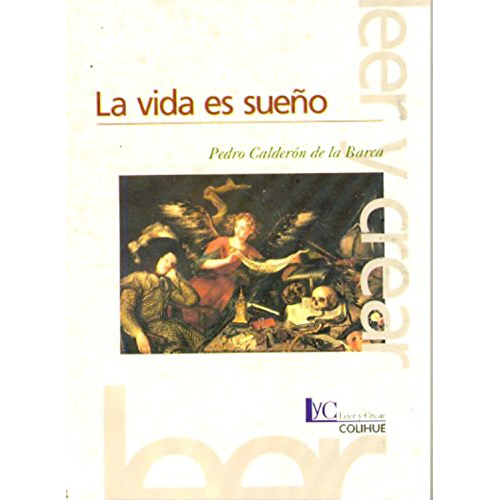 leer y crear
La vida es sueño
Pedro Calderón de la Barca
LyC Leer y Crear
COLIHUE
leer